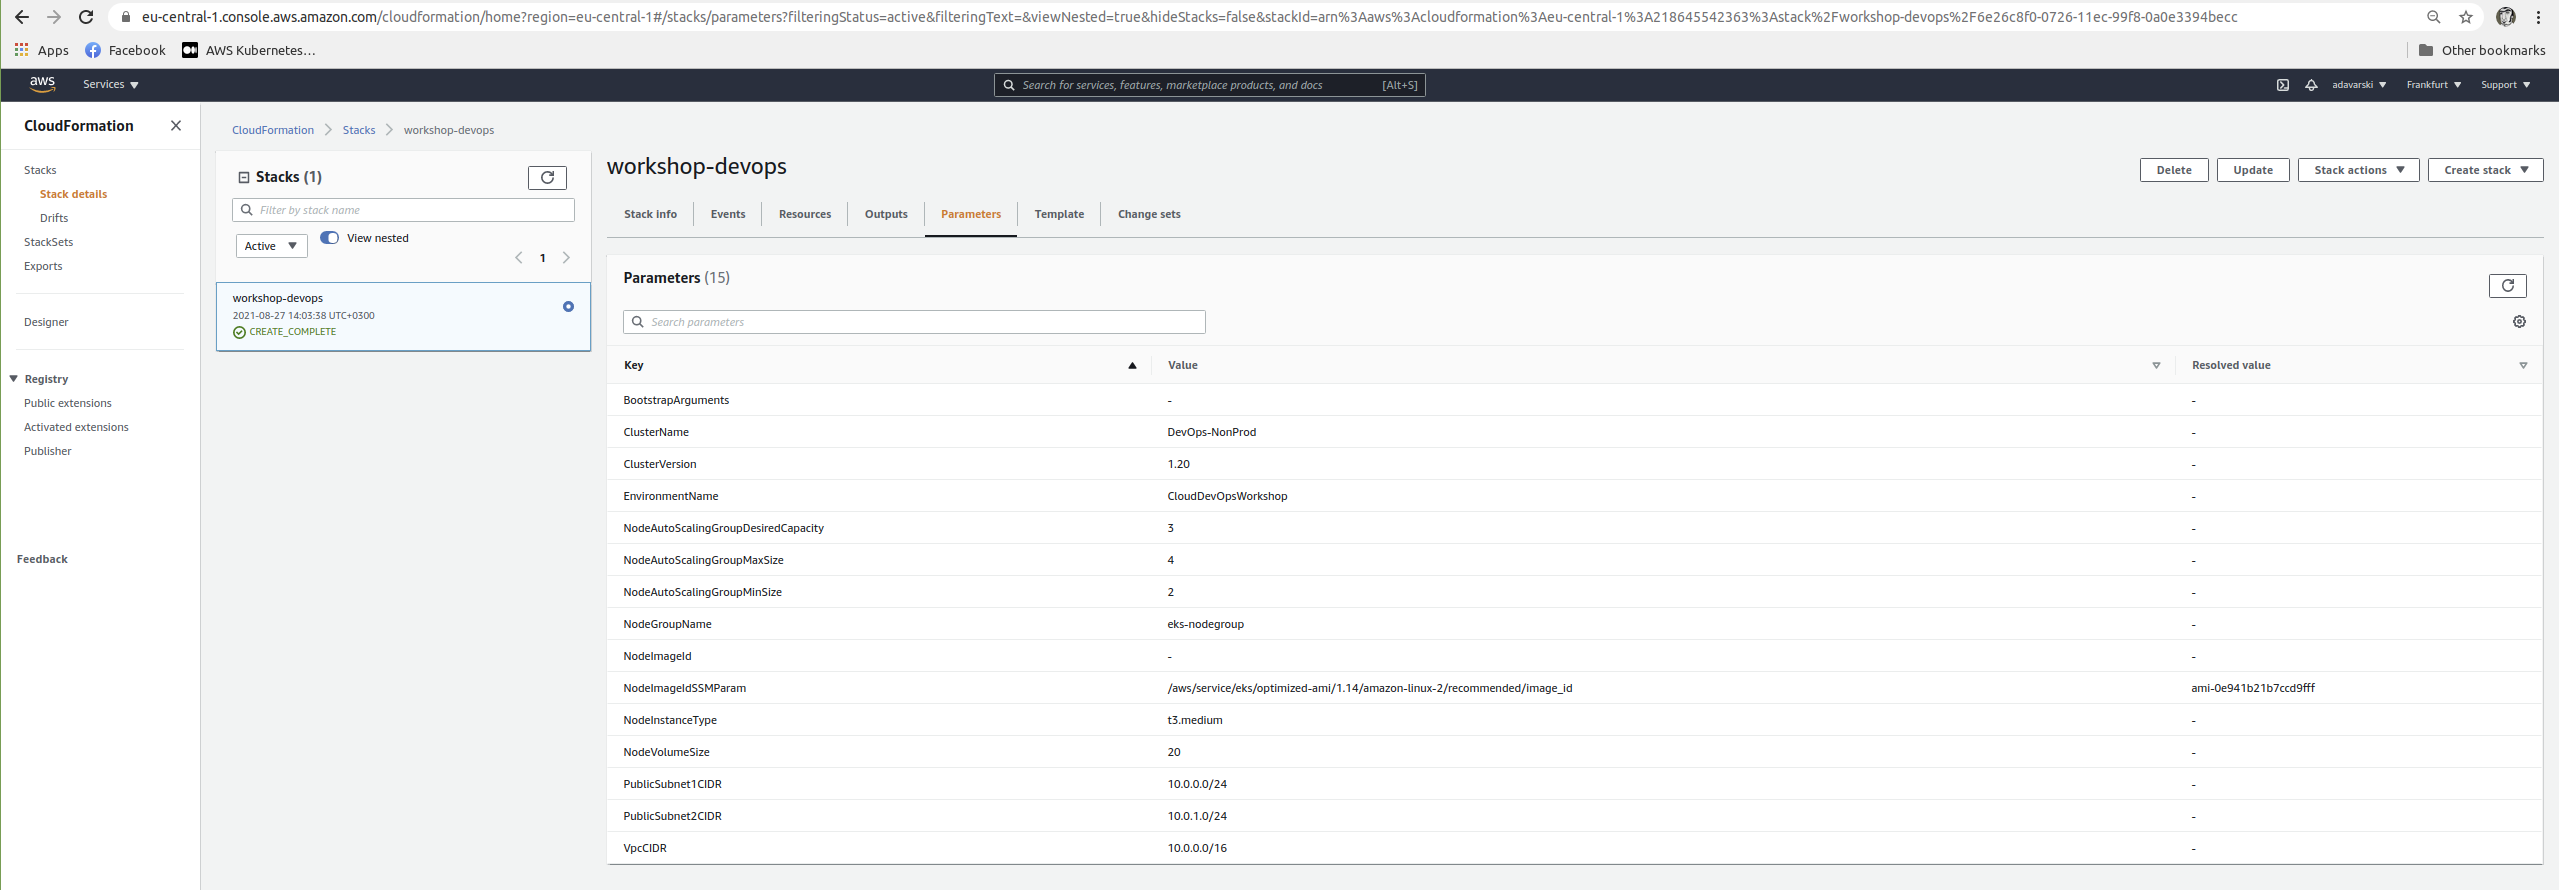 eu-central-1.console.aws.amazon.com/cloudformation/home?region=eu-central-1#/stacks/parameters?filteringStatus=active&filteringText=&viewNested=true&hideStacks=false&stackId=arn%3Aaws%3Acloudformation%3Aeu-central-1%3A218645542363%3Astack%2Fworkshop-devops%2F6e26c8f0-0726-11ec-99f8-0a0e3394becc
Apps Facebook AWS Kubernetes... Other bookmarks
aws Services Search for services, features, marketplace products, and docs [Alt+S] adavarski Frankfurt Support
CloudFormation
Stacks
Stack details
Drifts
StackSets
Exports
Designer
Registry
Public extensions
Activated extensions
Publisher
Feedback
CloudFormation Stacks workshop-devops
Stacks (1)
Filter by stack name
Active View nested
1
workshop-devops
2021-08-27 14:03:38 UTC+0300
CREATE_COMPLETE
workshop-devops
Delete Update Stack actions Create stack
Stack info Events Resources Outputs Parameters Template Change sets
Parameters (15)
Search parameters
Key Value Resolved value
BootstrapArguments - -
ClusterName DevOps-NonProd -
ClusterVersion 1.20 -
EnvironmentName CloudDevOpsWorkshop -
NodeAutoScalingGroupDesiredCapacity 3 -
NodeAutoScalingGroupMaxSize 4 -
NodeAutoScalingGroupMinSize 2 -
NodeGroupName eks-nodegroup -
NodeImageId - -
NodeImageIdSSMParam /aws/service/eks/optimized-ami/1.14/amazon-linux-2/recommended/image_id ami-0e941b21b7ccd9fff
NodeInstanceType t3.medium -
NodeVolumeSize 20 -
PublicSubnet1CIDR 10.0.0.0/24 -
PublicSubnet2CIDR 10.0.1.0/24 -
VpcCIDR 10.0.0.0/16 -